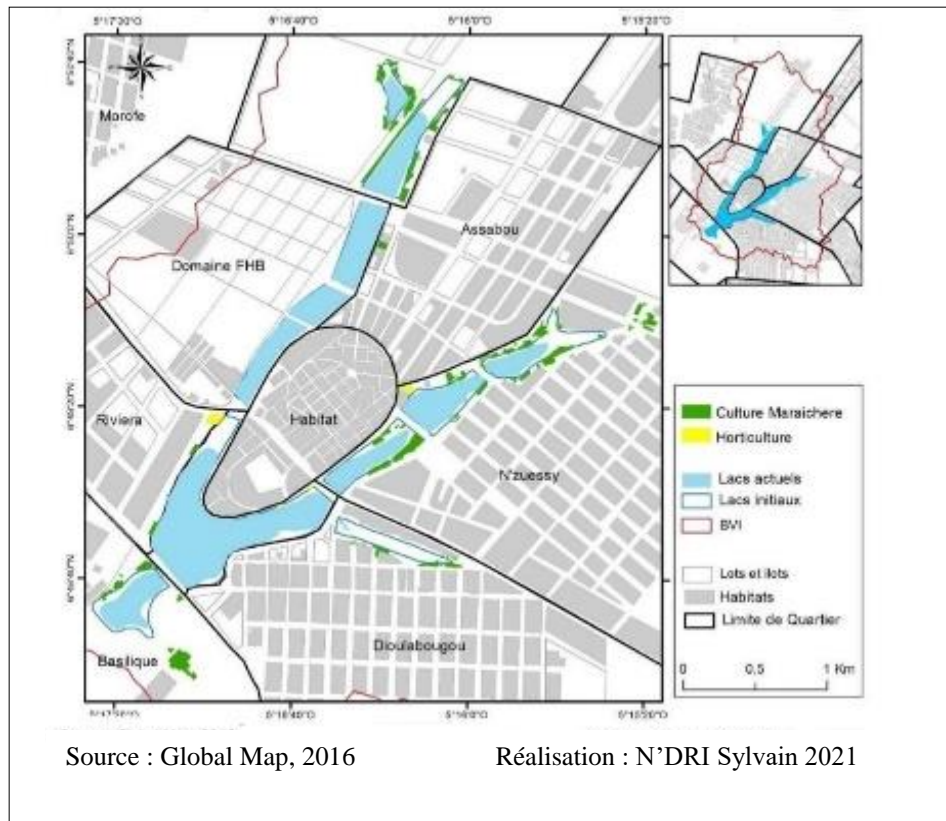 Morofe
Assabou
Domaine FHB
Riviera
Habitat
N'zuessy
Dioulabougou
Basilique
Culture Maraichere
Horticulture
Lacs actuels
Lacs initiaux
BVI
Lots et ilots
Habitats
Limite de Quartier
0 0,5 1 Km
Source : Global Map, 2016 Réalisation : N’DRI Sylvain 2021